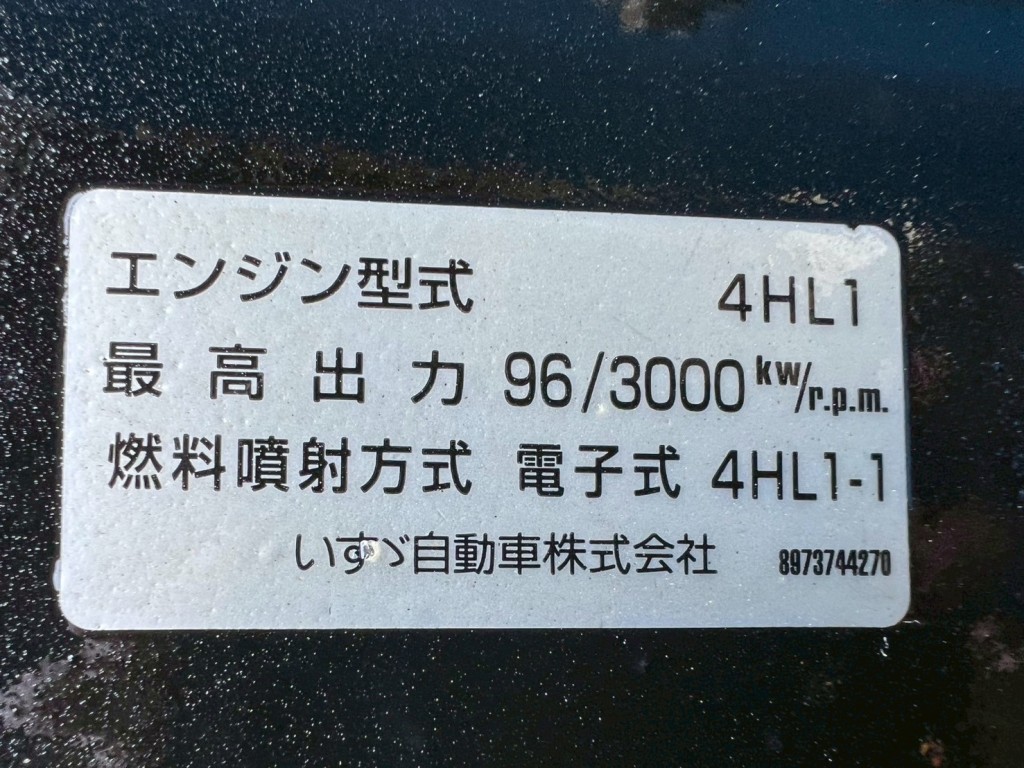 エンジン型式 4HL1
最高出力 96/3000 kw/r.p.m.
燃料噴射方式 電子式 4HL1-1
いすゞ自動車株式会社 8973744270